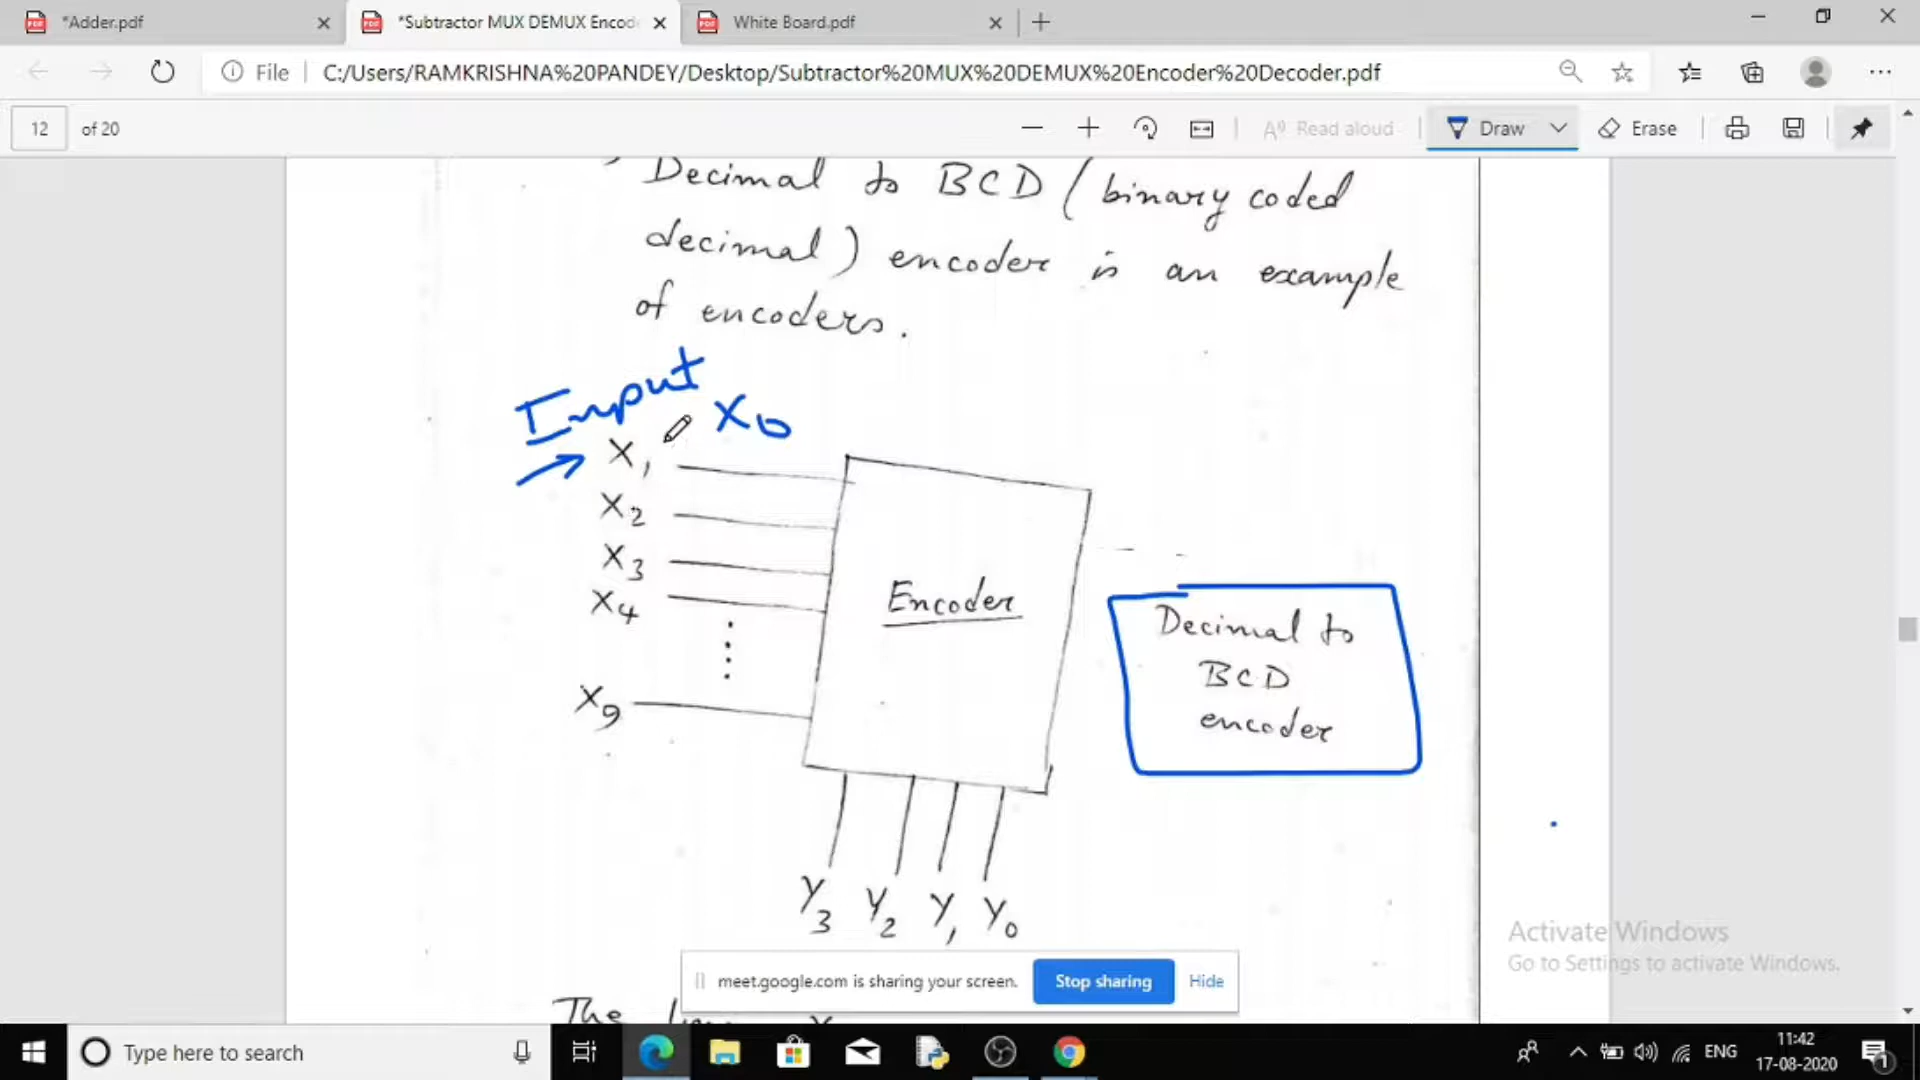 *Adder.pdf
*Subtractor MUX DEMUX Encod
White Board.pdf
File
C:/Users/RAMKRISHNA%20PANDEY/Desktop/Subtractor%20MUX%20DEMUX%20Encoder%20Decoder.pdf
12 of 20
Read aloud
Draw
Erase
Decimal to BCD (binary coded
decimal) encoder is an example
of encoders.
Input
X0
X1
X2
X3
X4
X9
Encoder
Decimal to
BCD
encoder
Y3 Y2 Y1 Y0
Activate Windows
Go to Settings to activate Windows.
meet.google.com is sharing your screen.
Stop sharing
Hide
The
Type here to search
ENG
11:42
17-08-2020
1